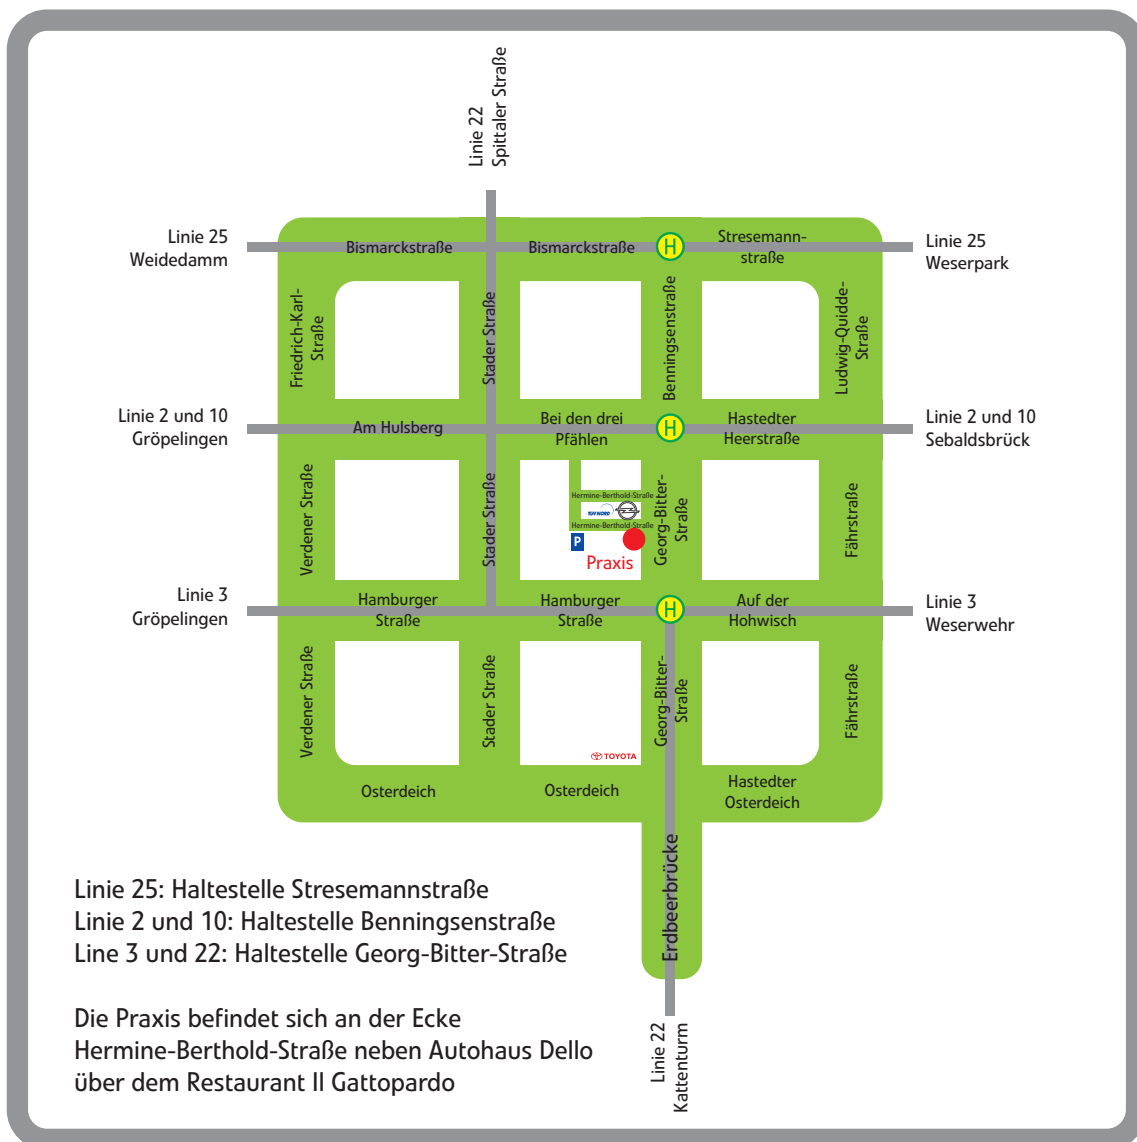 Linie 22
Spittaler Straße
Linie 25
Weidedamm
Bismarckstraße
Bismarckstraße
H
Stresemann-
straße
Linie 25
Weserpark
Friedrich-Karl-
Straße
Stader Straße
Benningsenstraße
Ludwig-Quidde-
Straße
Linie 2 und 10
Gröpelingen
Am Hulsberg
Bei den drei
Pfählen
H
Hastedter
Heerstraße
Linie 2 und 10
Sebaldsbrück
Verdener Straße
Stader Straße
Hermine-Berthold-Straße
TÜV NORD
Hermine-Berthold-Straße
P
Praxis
Georg-Bitter-
Straße
Fährstraße
Linie 3
Gröpelingen
Hamburger
Straße
Hamburger
Straße
H
Auf der
Hohwisch
Linie 3
Weserwehr
Verdener Straße
Stader Straße
Georg-Bitter-
Straße
Fährstraße
TOYOTA
Osterdeich
Osterdeich
Hastedter
Osterdeich
Erdbeerbrücke
Linie 25: Haltestelle Stresemannstraße
Linie 2 und 10: Haltestelle Benningsenstraße
Line 3 und 22: Haltestelle Georg-Bitter-Straße
Die Praxis befindet sich an der Ecke
Hermine-Berthold-Straße neben Autohaus Dello
über dem Restaurant Il Gattopardo
Linie 22
Kattenturm